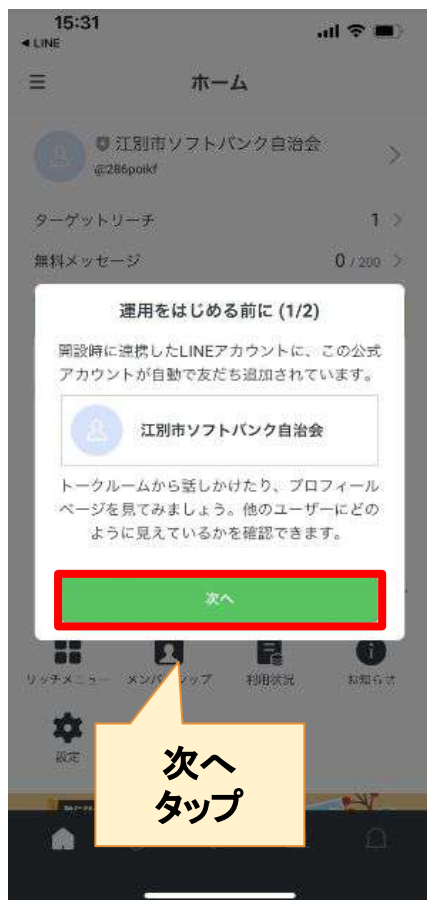 15:31
◀ LINE
ホーム
江別市ソフトバンク自治会
@286poikf
ターゲットリーチ 1
無料メッセージ 0 / 200
運用をはじめる前に (1/2)
開設時に連携したLINEアカウントに、この公式
アカウントが自動で友だち追加されています。
江別市ソフトバンク自治会
トークルームから話しかけたり、プロフィール
ページを見てみましょう。他のユーザーにどの
ように見えているかを確認できます。
次へ
リッチメニュー メンバーシップ 利用状況 お知らせ
設定
次へ
タップ